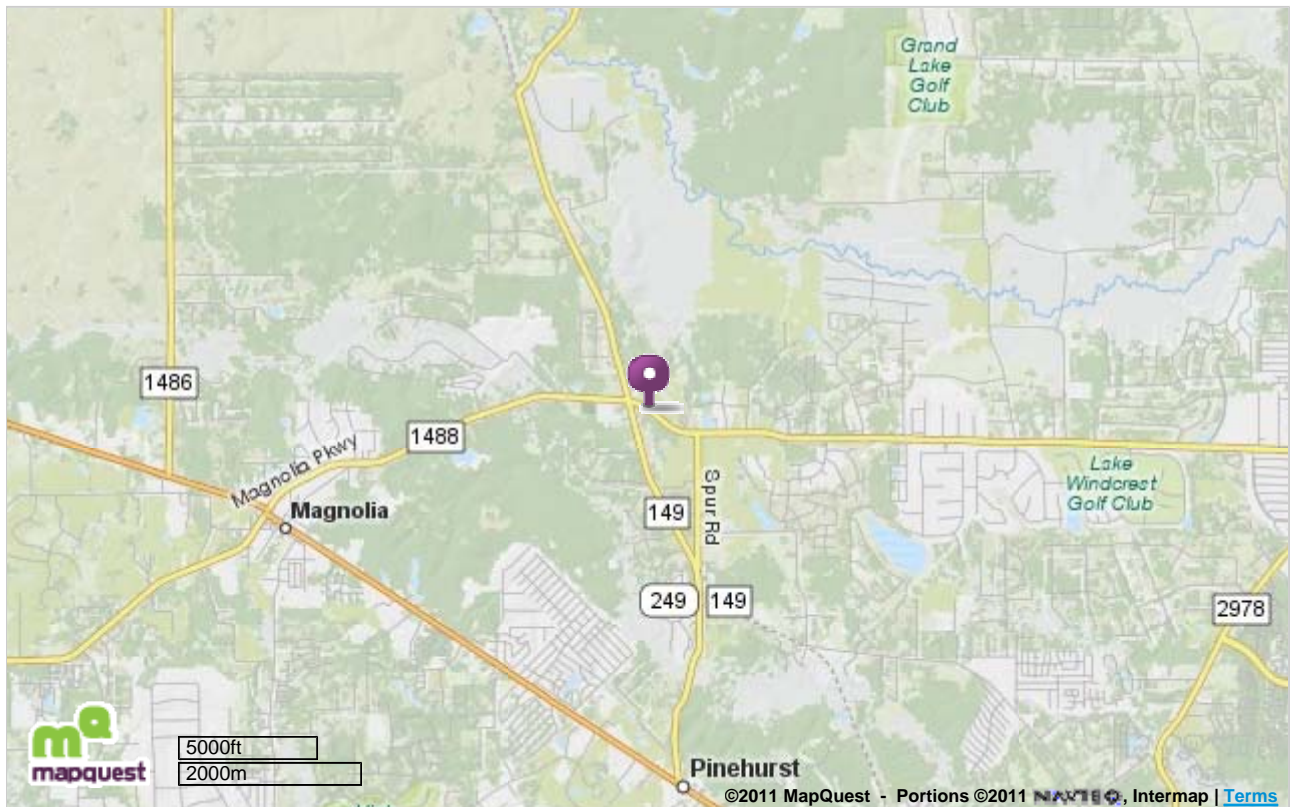 Grand
Lake
Golf
Club
1486
1488
Magnolia Pkwy
Magnolia
149
Spur Rd
Lake
Windcrest
Golf Club
249
149
2978
mapquest
5000ft
2000m
Pinehurst
©2011 MapQuest - Portions ©2011 NAVTEQ, Intermap | Terms